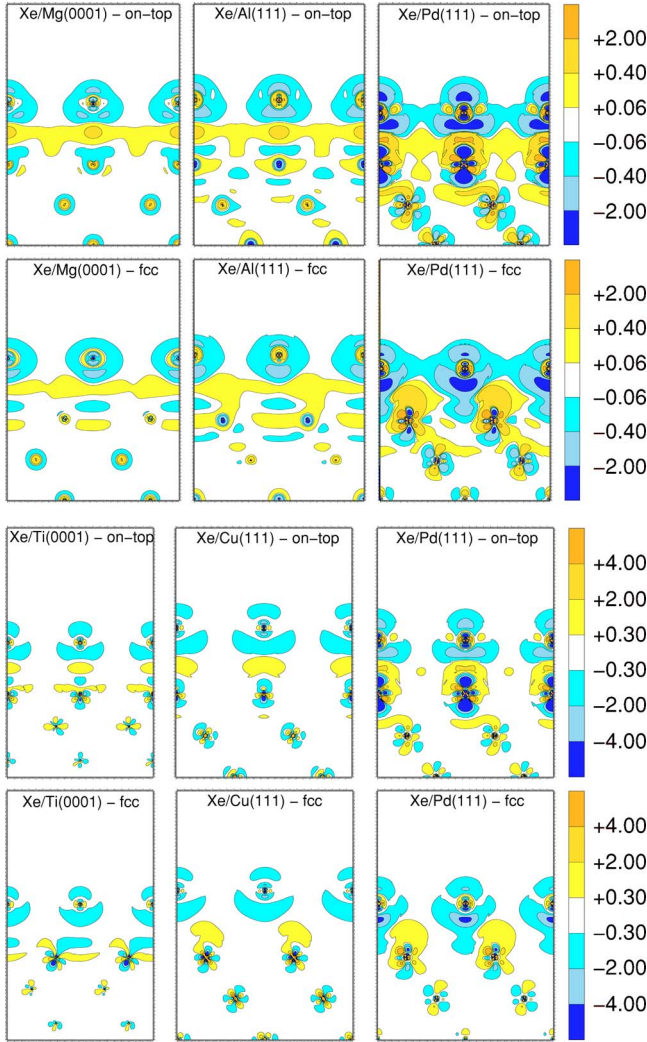 Xe/Mg(0001) – on-top
Xe/Al(111) – on-top
Xe/Pd(111) – on-top
+2.00
+0.40
+0.06
−0.06
−0.40
−2.00
Xe/Mg(0001) – fcc
Xe/Al(111) – fcc
Xe/Pd(111) – fcc
+2.00
+0.40
+0.06
−0.06
−0.40
−2.00
Xe/Ti(0001) – on-top
Xe/Cu(111) – on-top
Xe/Pd(111) – on-top
+4.00
+2.00
+0.30
−0.30
−2.00
−4.00
Xe/Ti(0001) – fcc
Xe/Cu(111) – fcc
Xe/Pd(111) – fcc
+4.00
+2.00
+0.30
−0.30
−2.00
−4.00